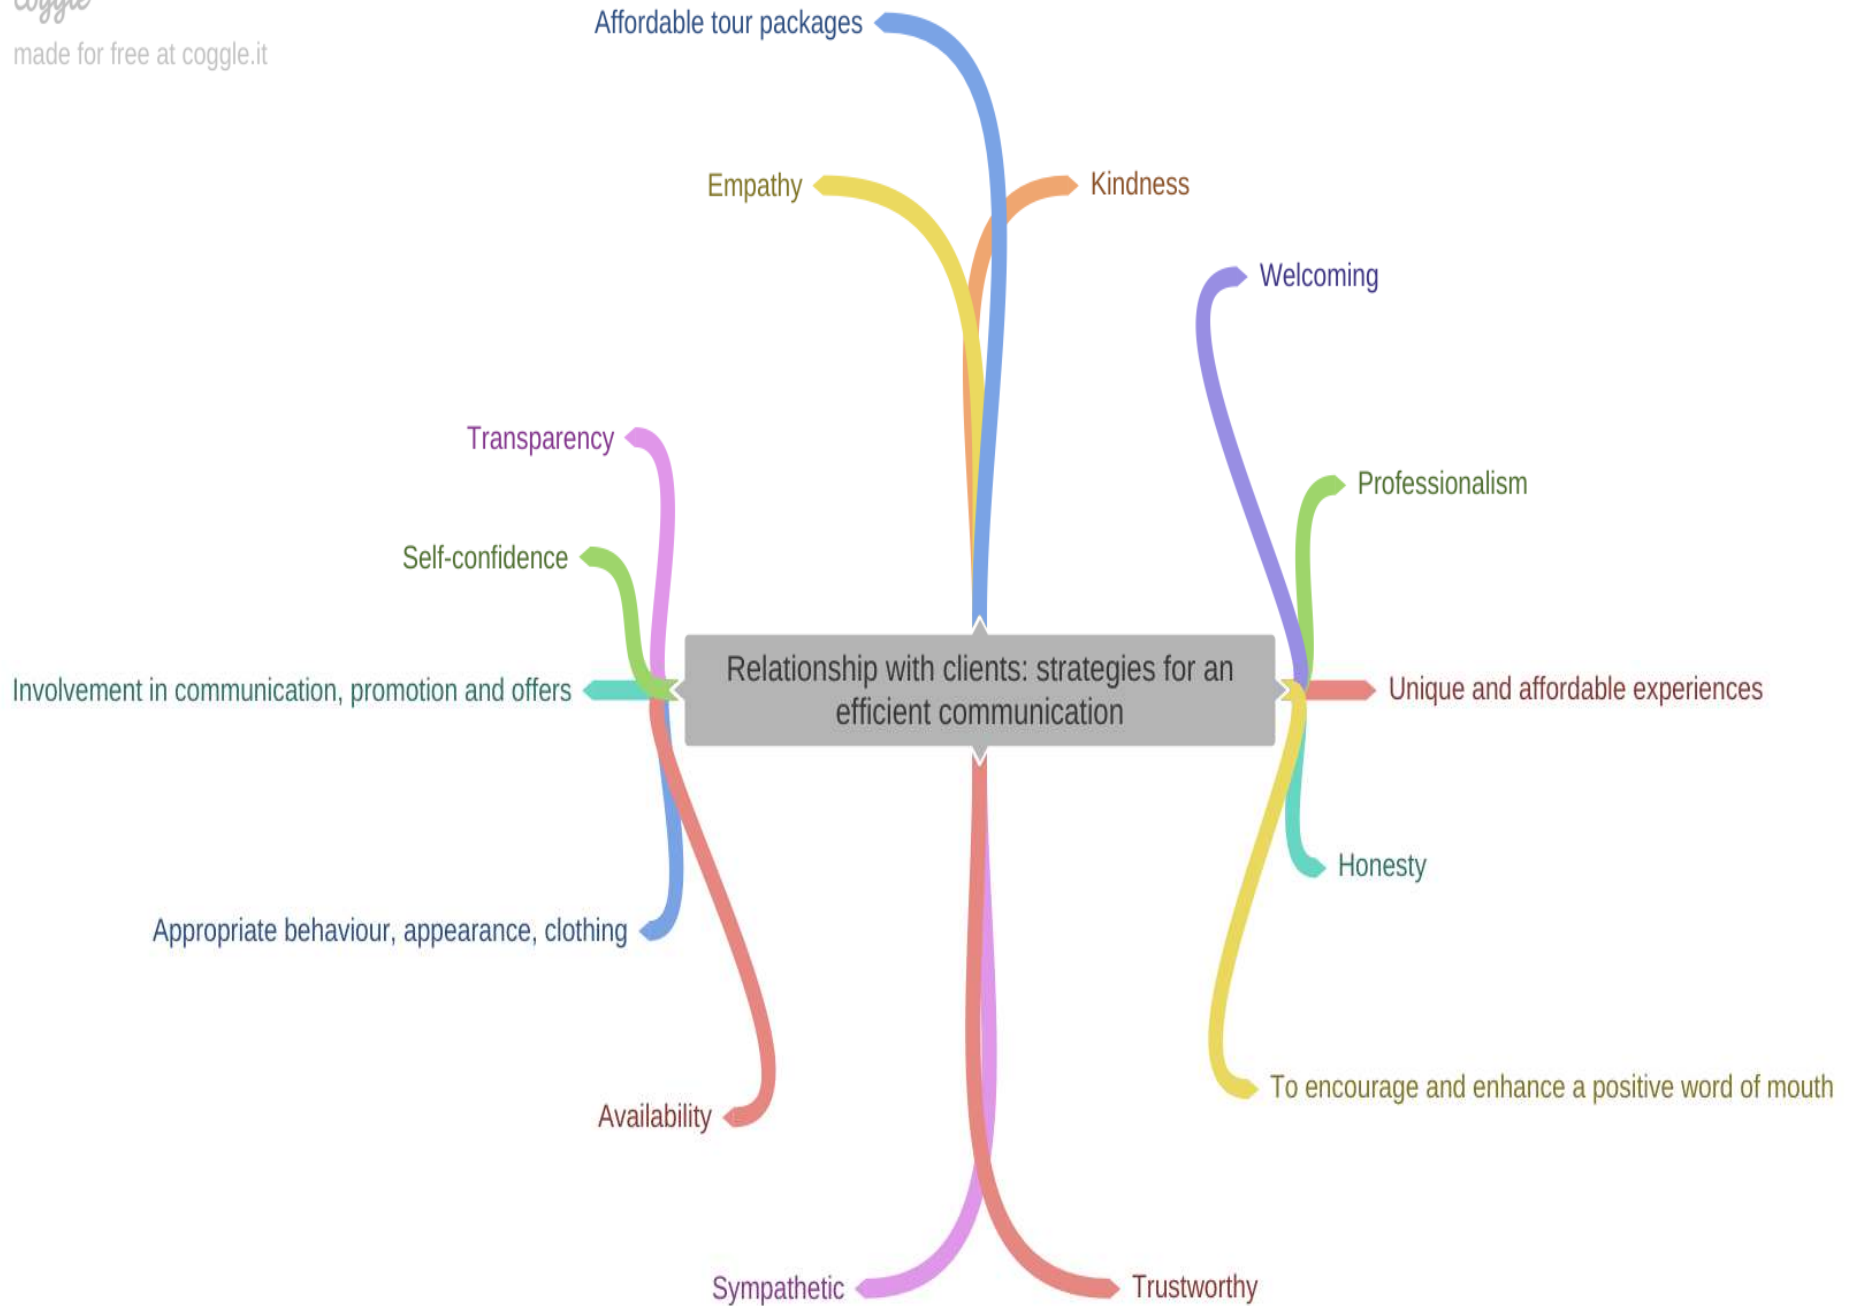 coggle
made for free at coggle.it
Affordable tour packages
Empathy
Kindness
Welcoming
Transparency
Professionalism
Self-confidence
Relationship with clients: strategies for an
efficient communication
Involvement in communication, promotion and offers
Unique and affordable experiences
Honesty
Appropriate behaviour, appearance, clothing
To encourage and enhance a positive word of mouth
Availability
Sympathetic
Trustworthy